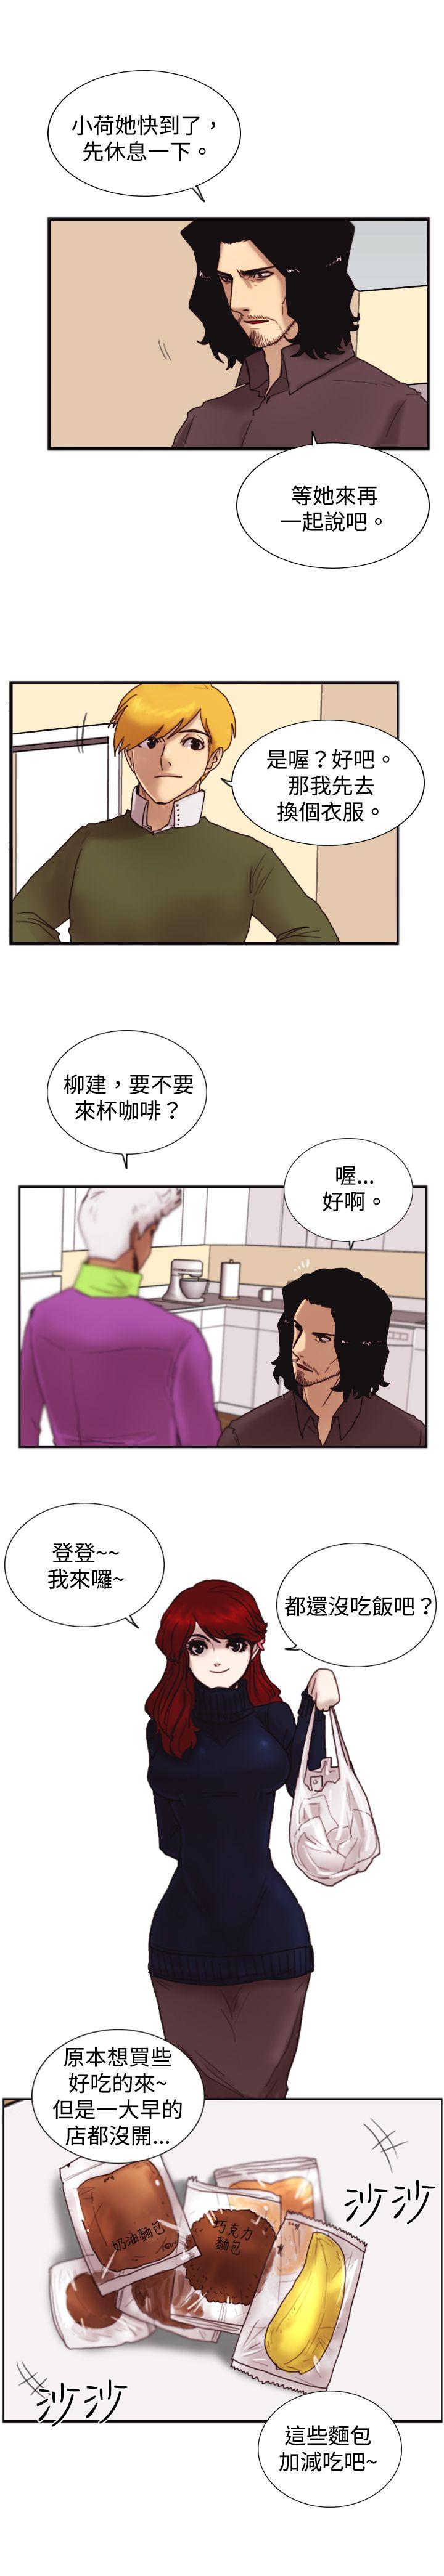 小荷她快到了，
先休息一下。
等她來再
一起說吧。
是喔？好吧。
那我先去
換個衣服。
柳建，要不要
來杯咖啡？
喔…
好啊。
登登~~
我來囉~
都還沒吃飯吧？
原本想買些
好吃的來~
但是一大早的
店都沒開…
沙沙
奶油麵包
巧克力
麵包
沙沙
這些麵包
加減吃吧~